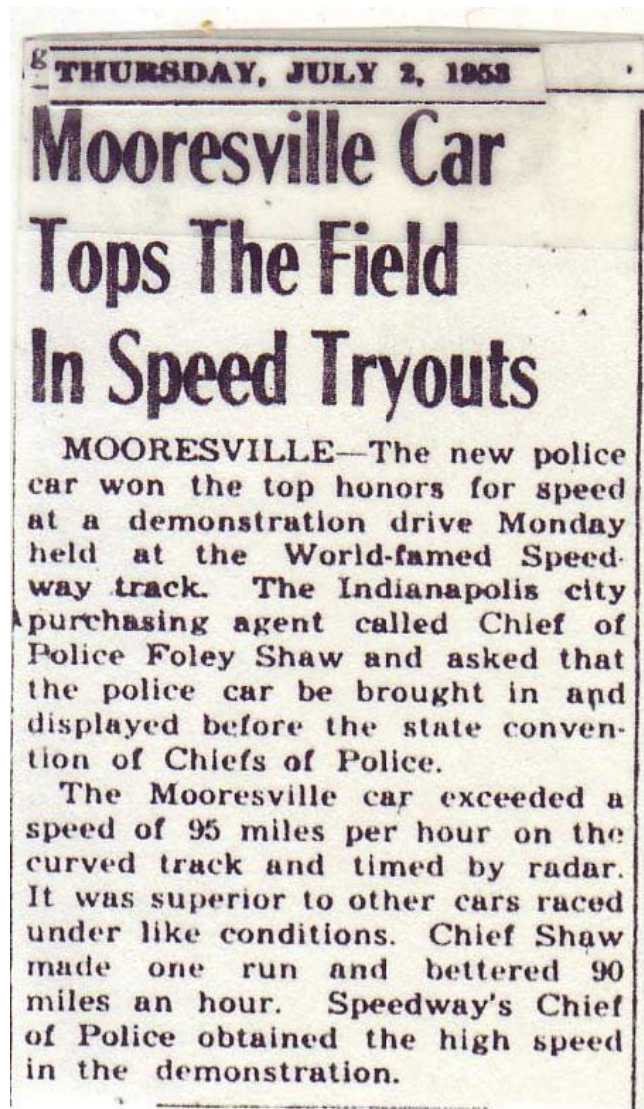 g
THURSDAY, JULY 2, 1953
Mooresville Car
Tops The Field
In Speed Tryouts
MOORESVILLE—The new police
car won the top honors for speed
at a demonstration drive Monday
held at the World-famed Speed-
way track. The Indianapolis city
purchasing agent called Chief of
Police Foley Shaw and asked that
the police car be brought in and
displayed before the state conven-
tion of Chiefs of Police.
The Mooresville car exceeded a
speed of 95 miles per hour on the
curved track and timed by radar.
It was superior to other cars raced
under like conditions. Chief Shaw
made one run and bettered 90
miles an hour. Speedway's Chief
of Police obtained the high speed
in the demonstration.